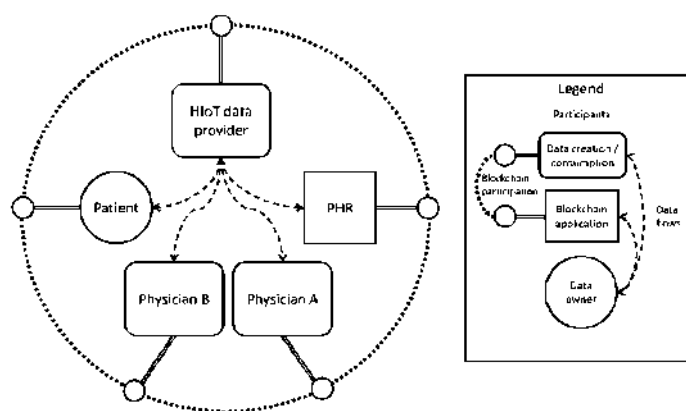 HIoT data
provider
Patient
PHR
Physician B
Physician A
Legend
Participants
Data creation /
consumption
Blockchain
participation
Blockchain
application
Data
flows
Data
owner